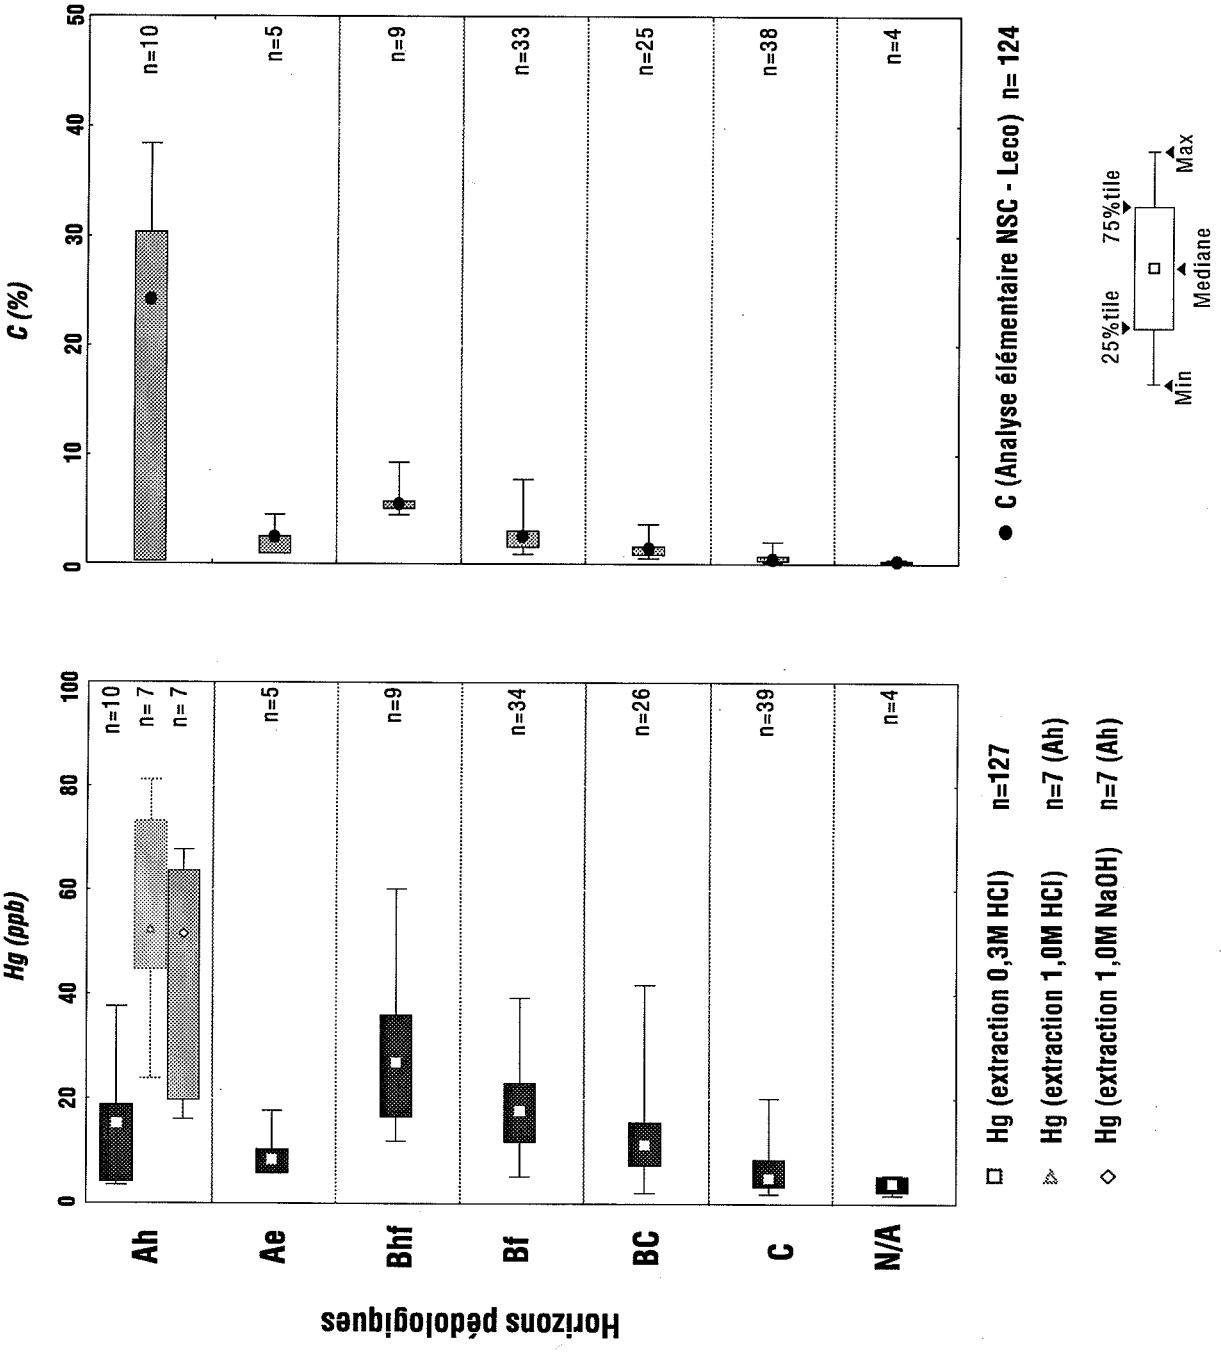 Horizons pédologiques
Hg (ppb)
0 20 40 60 80 100
C (%)
0 10 20 30 40 50
Ah
n=10
n= 7
n= 7
n=10
Ae
n=5
n=5
Bhf
n=9
n=9
Bf
n=34
n=33
BC
n=26
n=25
C
n=39
n=38
N/A
n=4
n=4
Hg (extraction 0,3M HCl) n=127
Hg (extraction 1,0M HCl) n=7 (Ah)
Hg (extraction 1,0M NaOH) n=7 (Ah)
C (Analyse élémentaire NSC - Leco) n= 124
25%tile 75%tile
Min Max
Mediane